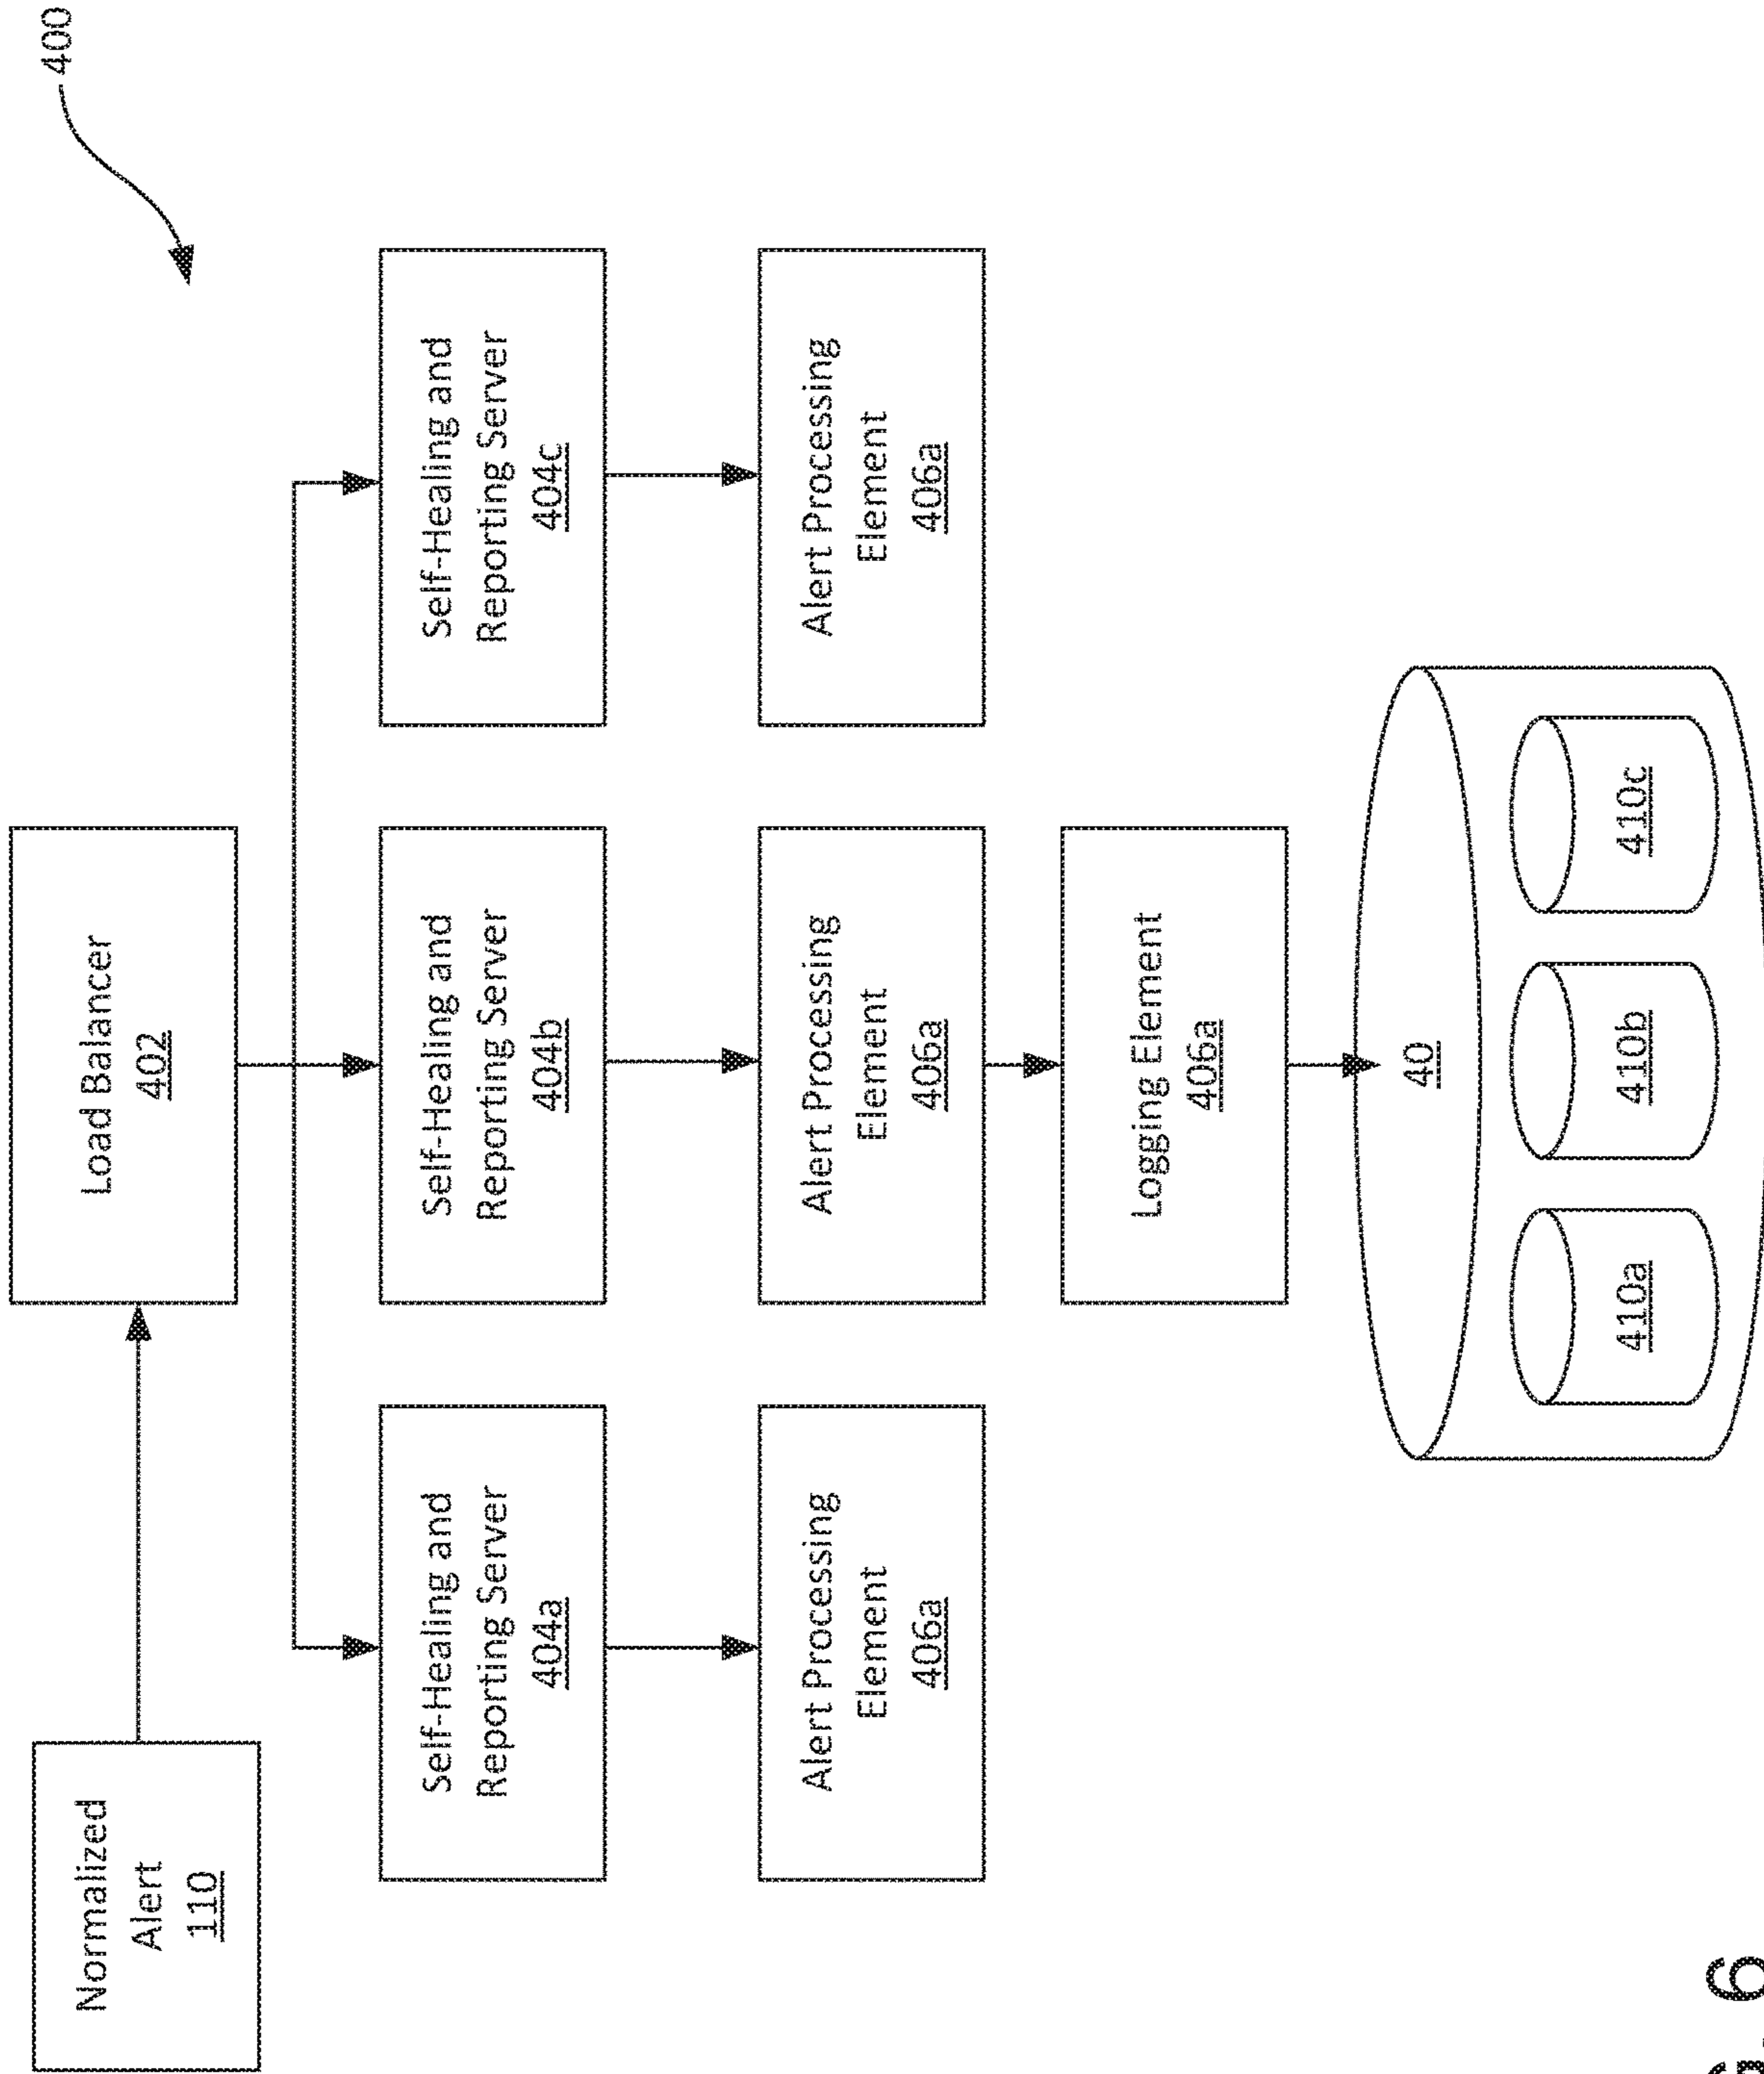 400
Normalized
Alert
110
Load Balancer
402
Self-Healing and
Reporting Server
404a
Self-Healing and
Reporting Server
404b
Self-Healing and
Reporting Server
404c
Alert Processing
Element
406a
Alert Processing
Element
406a
Alert Processing
Element
406a
Logging Element
406a
40
410a
410b
410c
G. 6